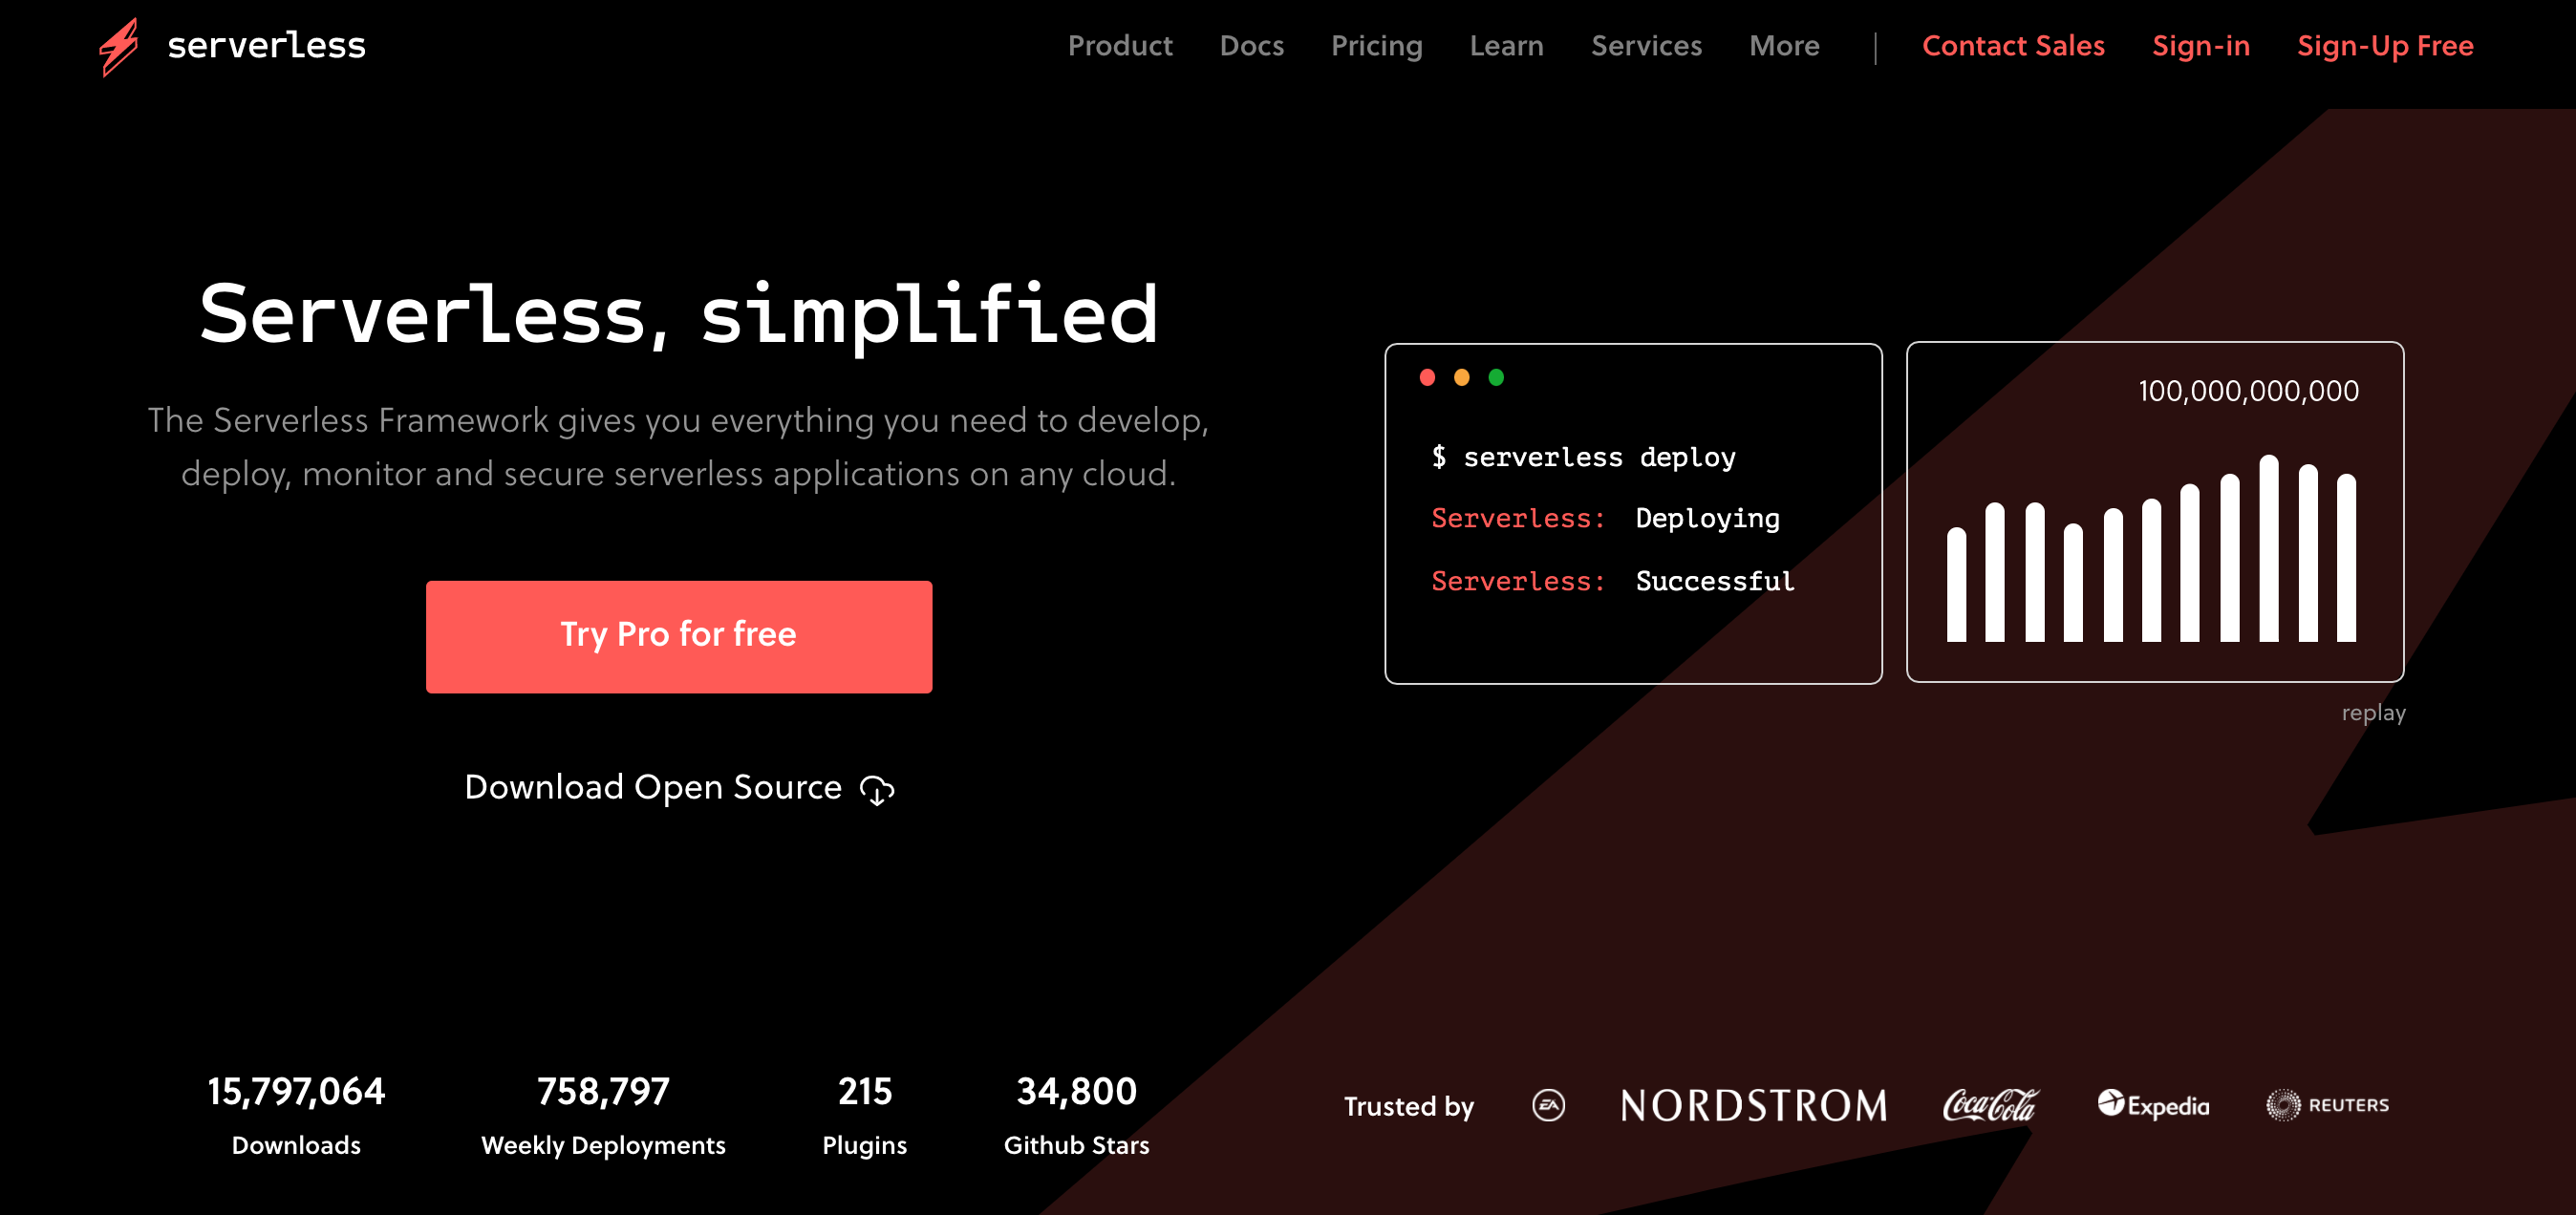 serverless
Product Docs Pricing Learn Services More | Contact Sales Sign-in Sign-Up Free
Serverless, simplified
The Serverless Framework gives you everything you need to develop,
deploy, monitor and secure serverless applications on any cloud.
Try Pro for free
Download Open Source
$ serverless deploy
Serverless: Deploying
Serverless: Successful
100,000,000,000
replay
15,797,064
Downloads
758,797
Weekly Deployments
215
Plugins
34,800
Github Stars
Trusted by
EA
NORDSTROM
Coca-Cola
Expedia
REUTERS